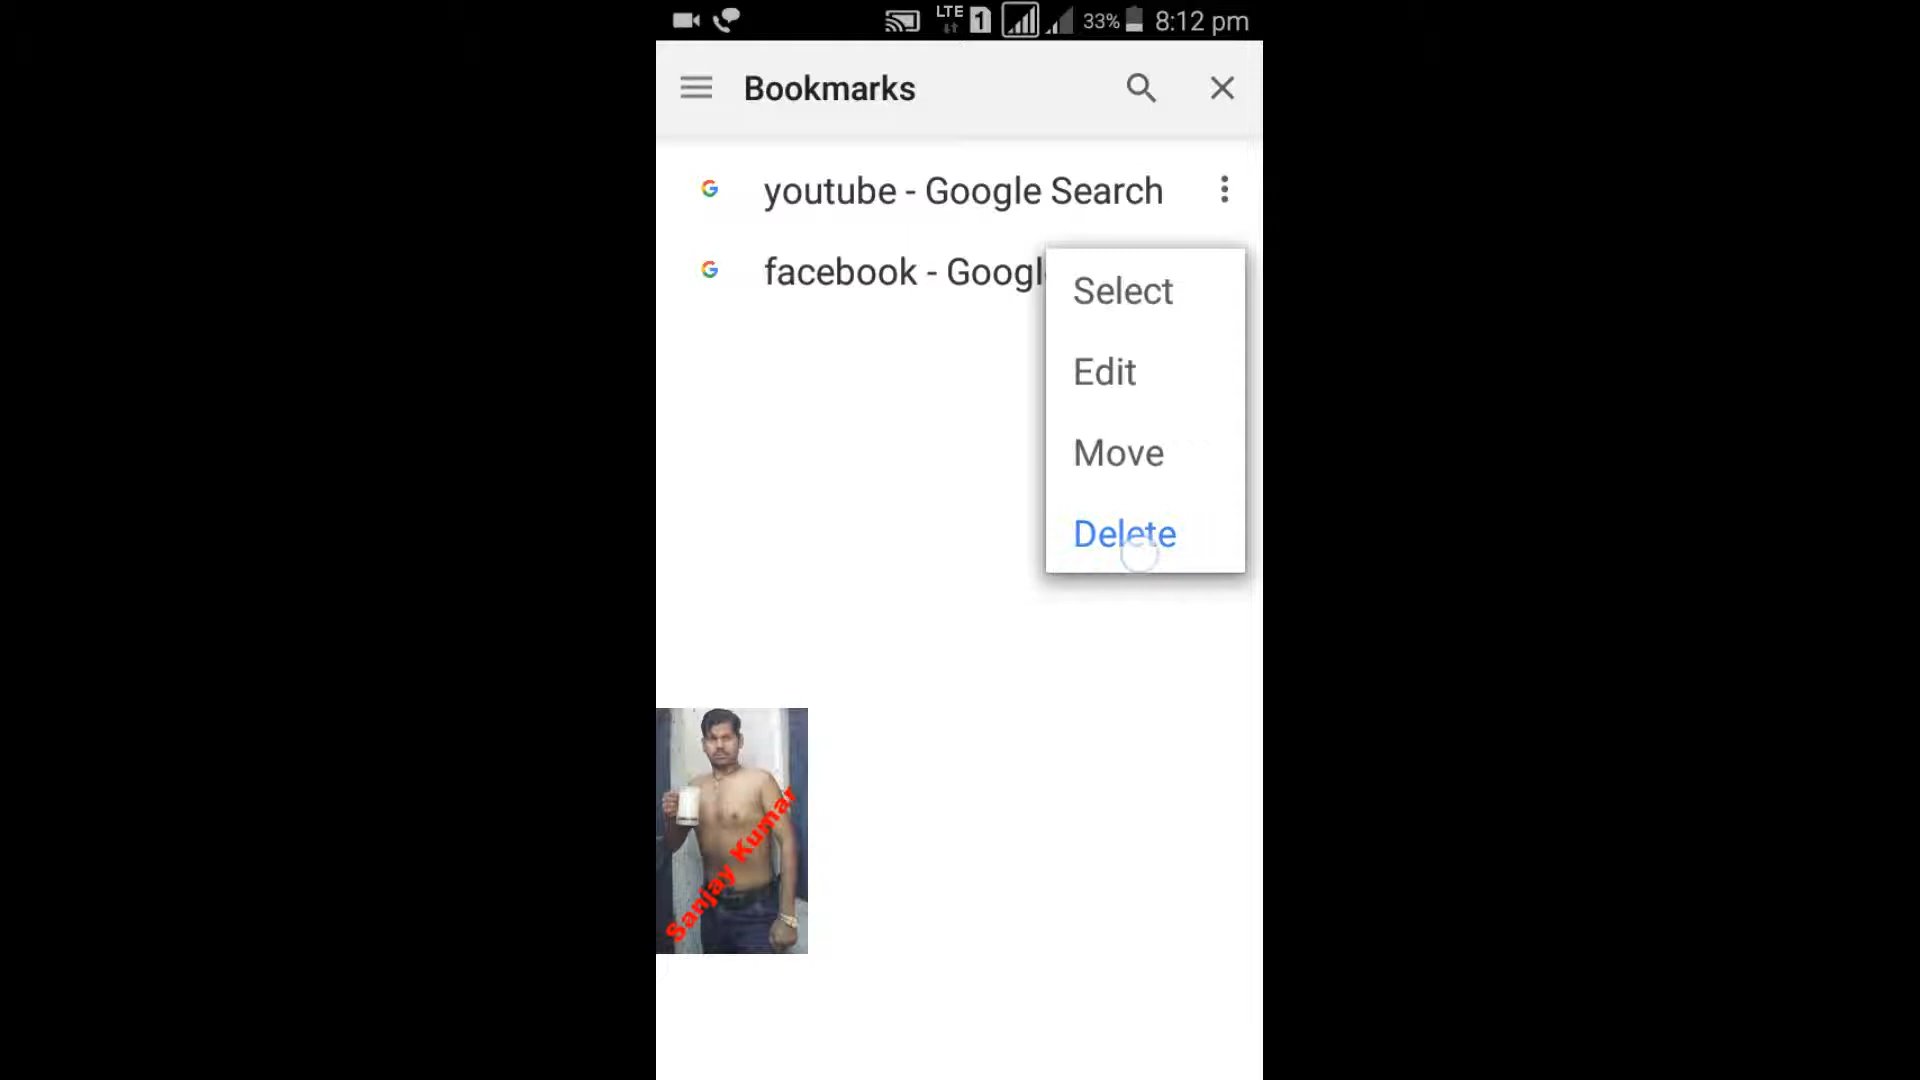 LTE 1 33% 8:12 pm
Bookmarks
youtube - Google Search
facebook - Googl
Select
Edit
Move
Delete
Sanjay Kumar